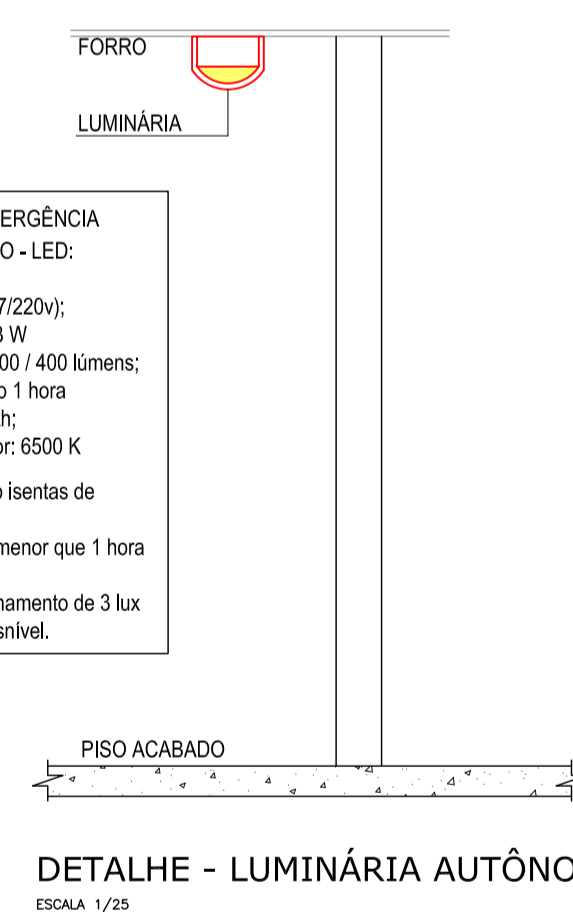 FORRO
LUMINÁRIA
ERGÊNCIA
O - LED:
7/220v);
W
00 / 400 lúmens;
o 1 hora
h;
or: 6500 K
o isentas de
menor que 1 hora
namento de 3 lux
snível.
PISO ACABADO
DETALHE - LUMINÁRIA AUTÔNO
ESCALA 1/25